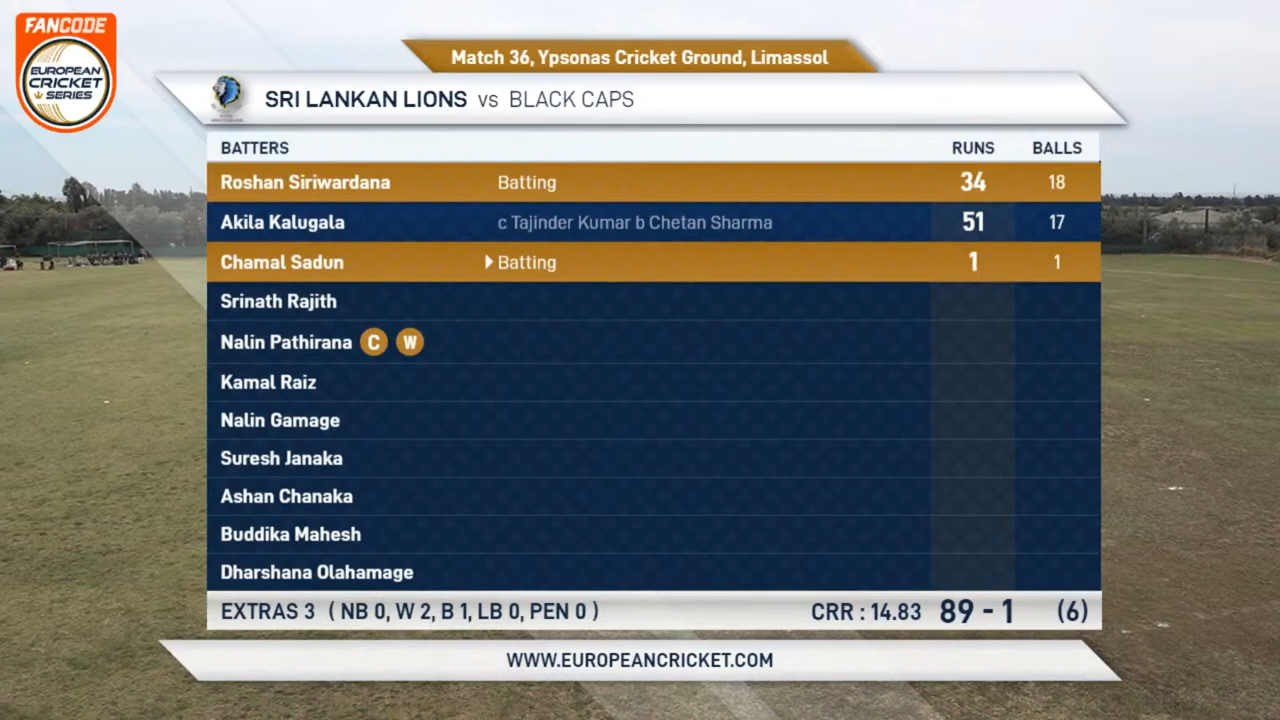 FANCODE
EUROPEAN
CRICKET
SERIES
Match 36, Ypsonas Cricket Ground, Limassol
SRI LANKAN LIONS vs BLACK CAPS
BATTERS RUNS BALLS
Roshan Siriwardana Batting 34 18
Akila Kalugala c Tajinder Kumar b Chetan Sharma 51 17
Chamal Sadun Batting 1 1
Srinath Rajith
Nalin Pathirana C W
Kamal Raiz
Nalin Gamage
Suresh Janaka
Ashan Chanaka
Buddika Mahesh
Dharshana Olahamage
EXTRAS 3 ( NB 0, W 2, B 1, LB 0, PEN 0 ) CRR : 14.83 89 - 1 (6)
WWW.EUROPEANCRICKET.COM